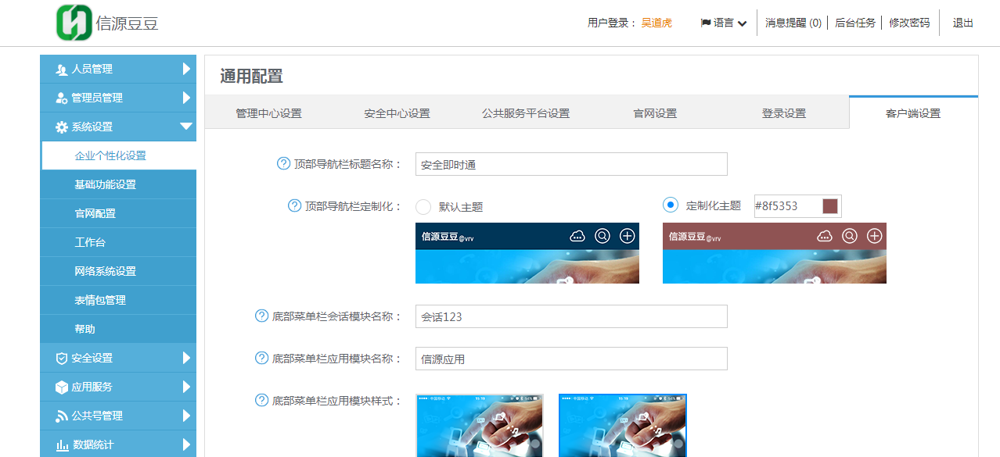 信源豆豆
用户登录： 吴道虎 语言 消息提醒 (0) 后台任务 修改密码 退出
人员管理
管理员管理
系统设置
企业个性化设置
基础功能设置
官网配置
工作台
网络系统设置
表情包管理
帮助
安全设置
应用服务
公共号管理
数据统计
通用配置
管理中心设置 安全中心设置 公共服务平台设置 官网设置 登录设置 客户端设置
顶部导航栏标题名称： 安全即时通
顶部导航栏定制化： 默认主题 定制化主题 #8f5353
信源豆豆@vrv 信源豆豆@vrv
底部菜单栏会话模块名称： 会话123
底部菜单栏应用模块名称： 信源应用
底部菜单栏应用模块样式：